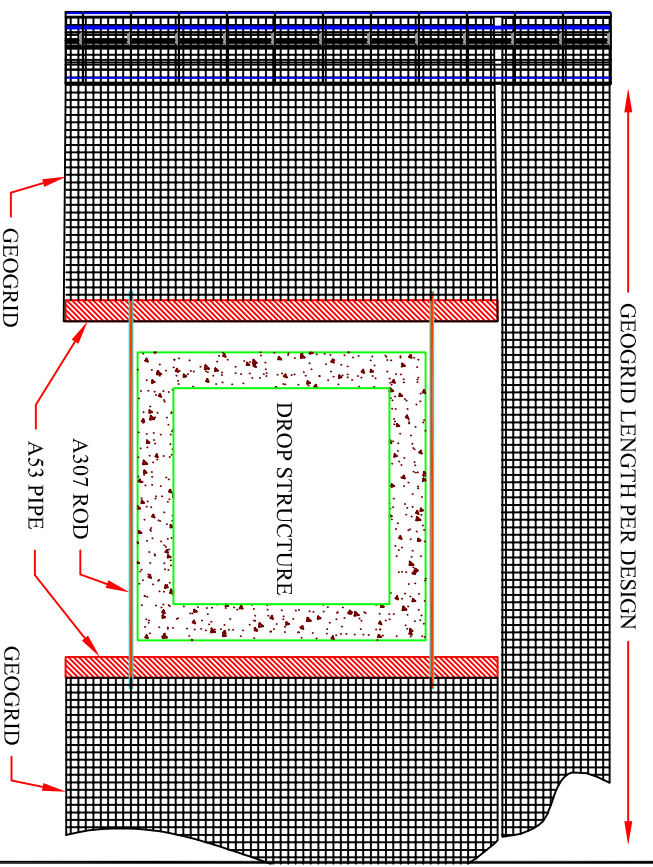 GEOGRID LENGTH PER DESIGN
DROP STRUCTURE
A307 ROD
A53 PIPE
GEOGRID
GEOGRID